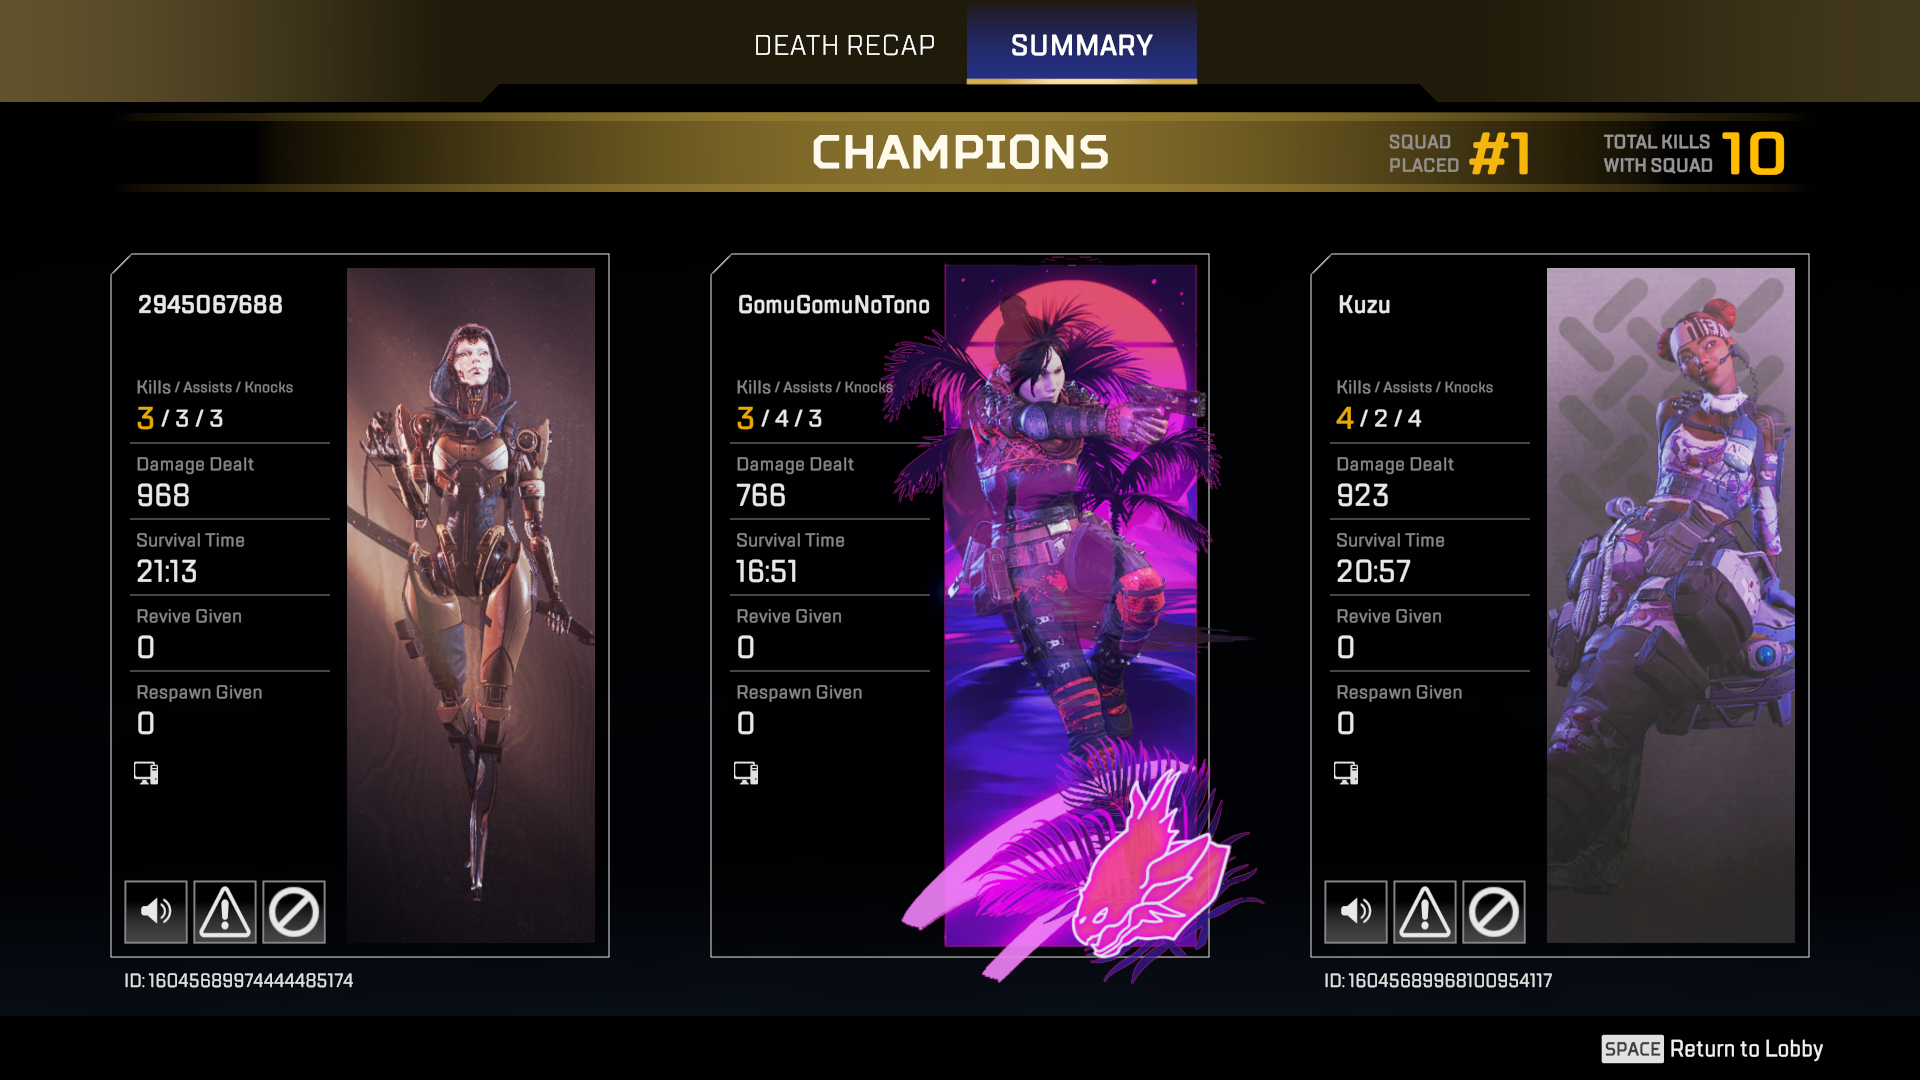 DEATH RECAP
SUMMARY
CHAMPIONS
SQUAD PLACED #1
TOTAL KILLS WITH SQUAD 10
2945067688
Kills / Assists / Knocks
3 / 3 / 3
Damage Dealt
968
Survival Time
21:13
Revive Given
0
Respawn Given
0
ID: 16045689974444485174
GomuGomuNoTono
Kills / Assists / Knocks
3 / 4 / 3
Damage Dealt
766
Survival Time
16:51
Revive Given
0
Respawn Given
0
Kuzu
Kills / Assists / Knocks
4 / 2 / 4
Damage Dealt
923
Survival Time
20:57
Revive Given
0
Respawn Given
0
ID: 16045689968100954117
SPACE Return to Lobby